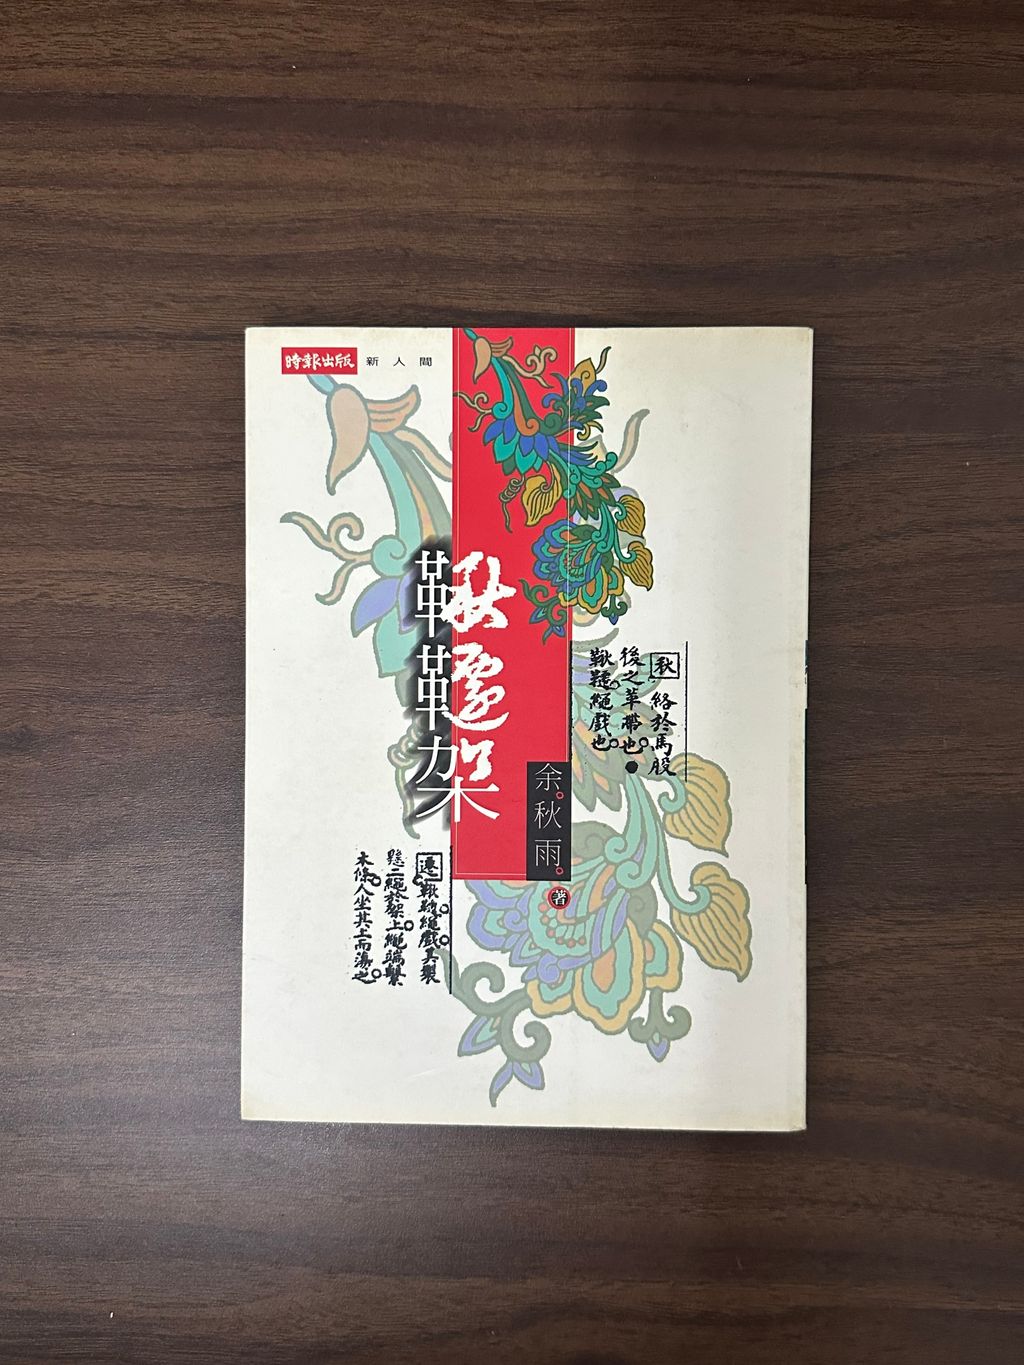 時報出版 新人間
鞦韆架
余秋雨
著
秋 絡於馬股
後之革帶也●
鞦韆。繩戲也。
遷 鞦韆。繩戲。其製
懸二繩於架上。繩端繫
木條。人坐其上而漾之。